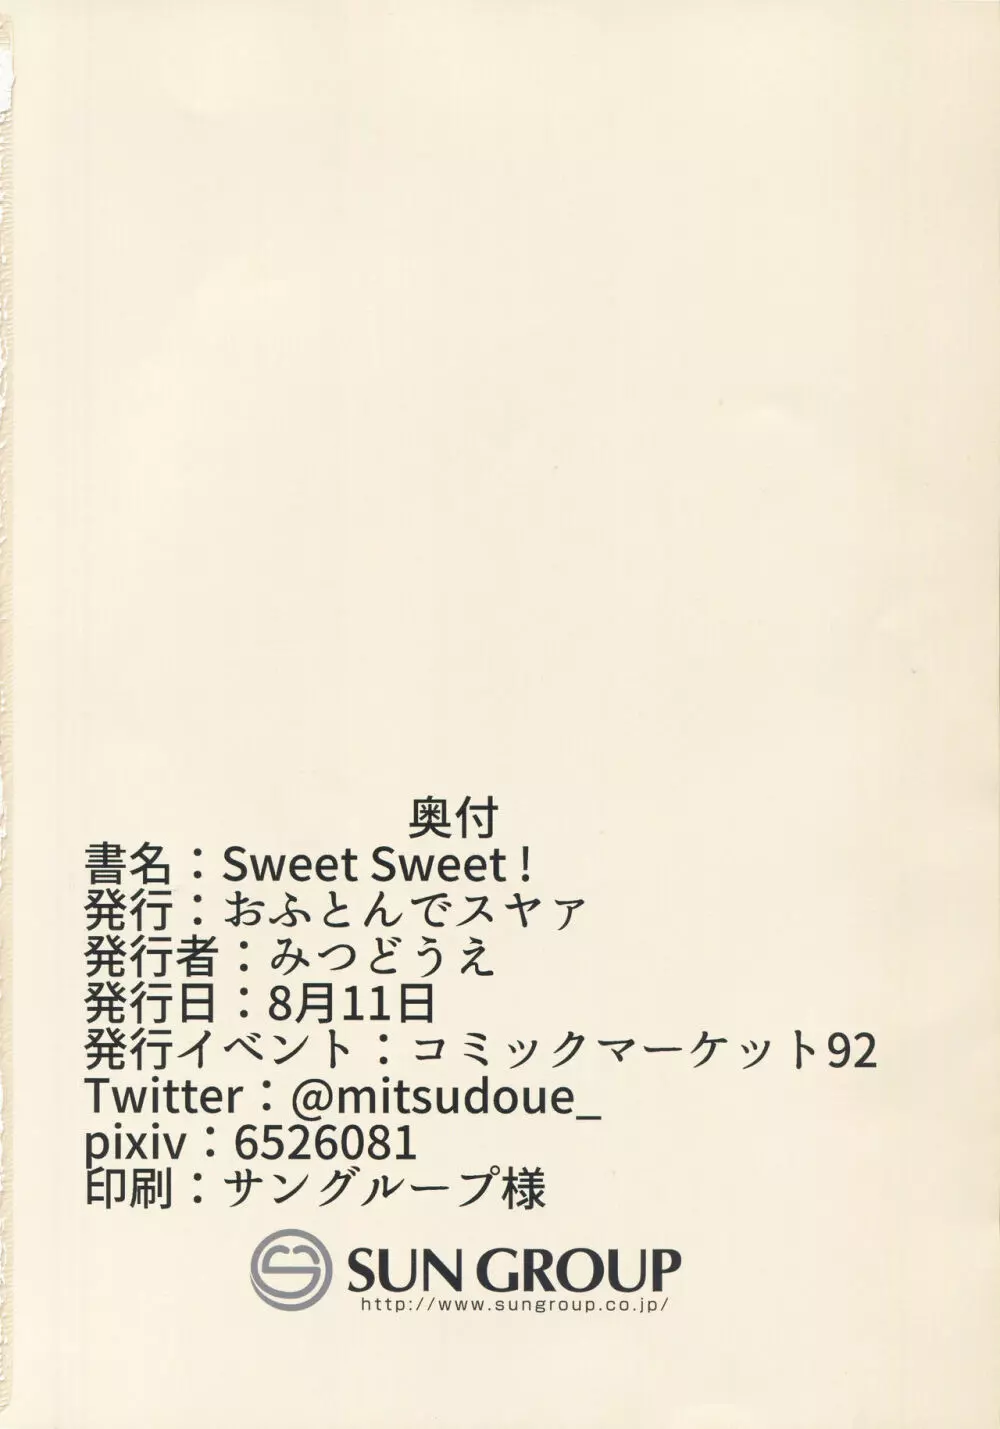 奥付
書名：Sweet Sweet !
発行：おふとんでスヤァ
発行者：みつどうえ
発行日：8月11日
発行イベント：コミックマーケット92
Twitter：@mitsudoue_
pixiv：6526081
印刷：サングループ様
SUN GROUP
http://www.sungroup.co.jp/